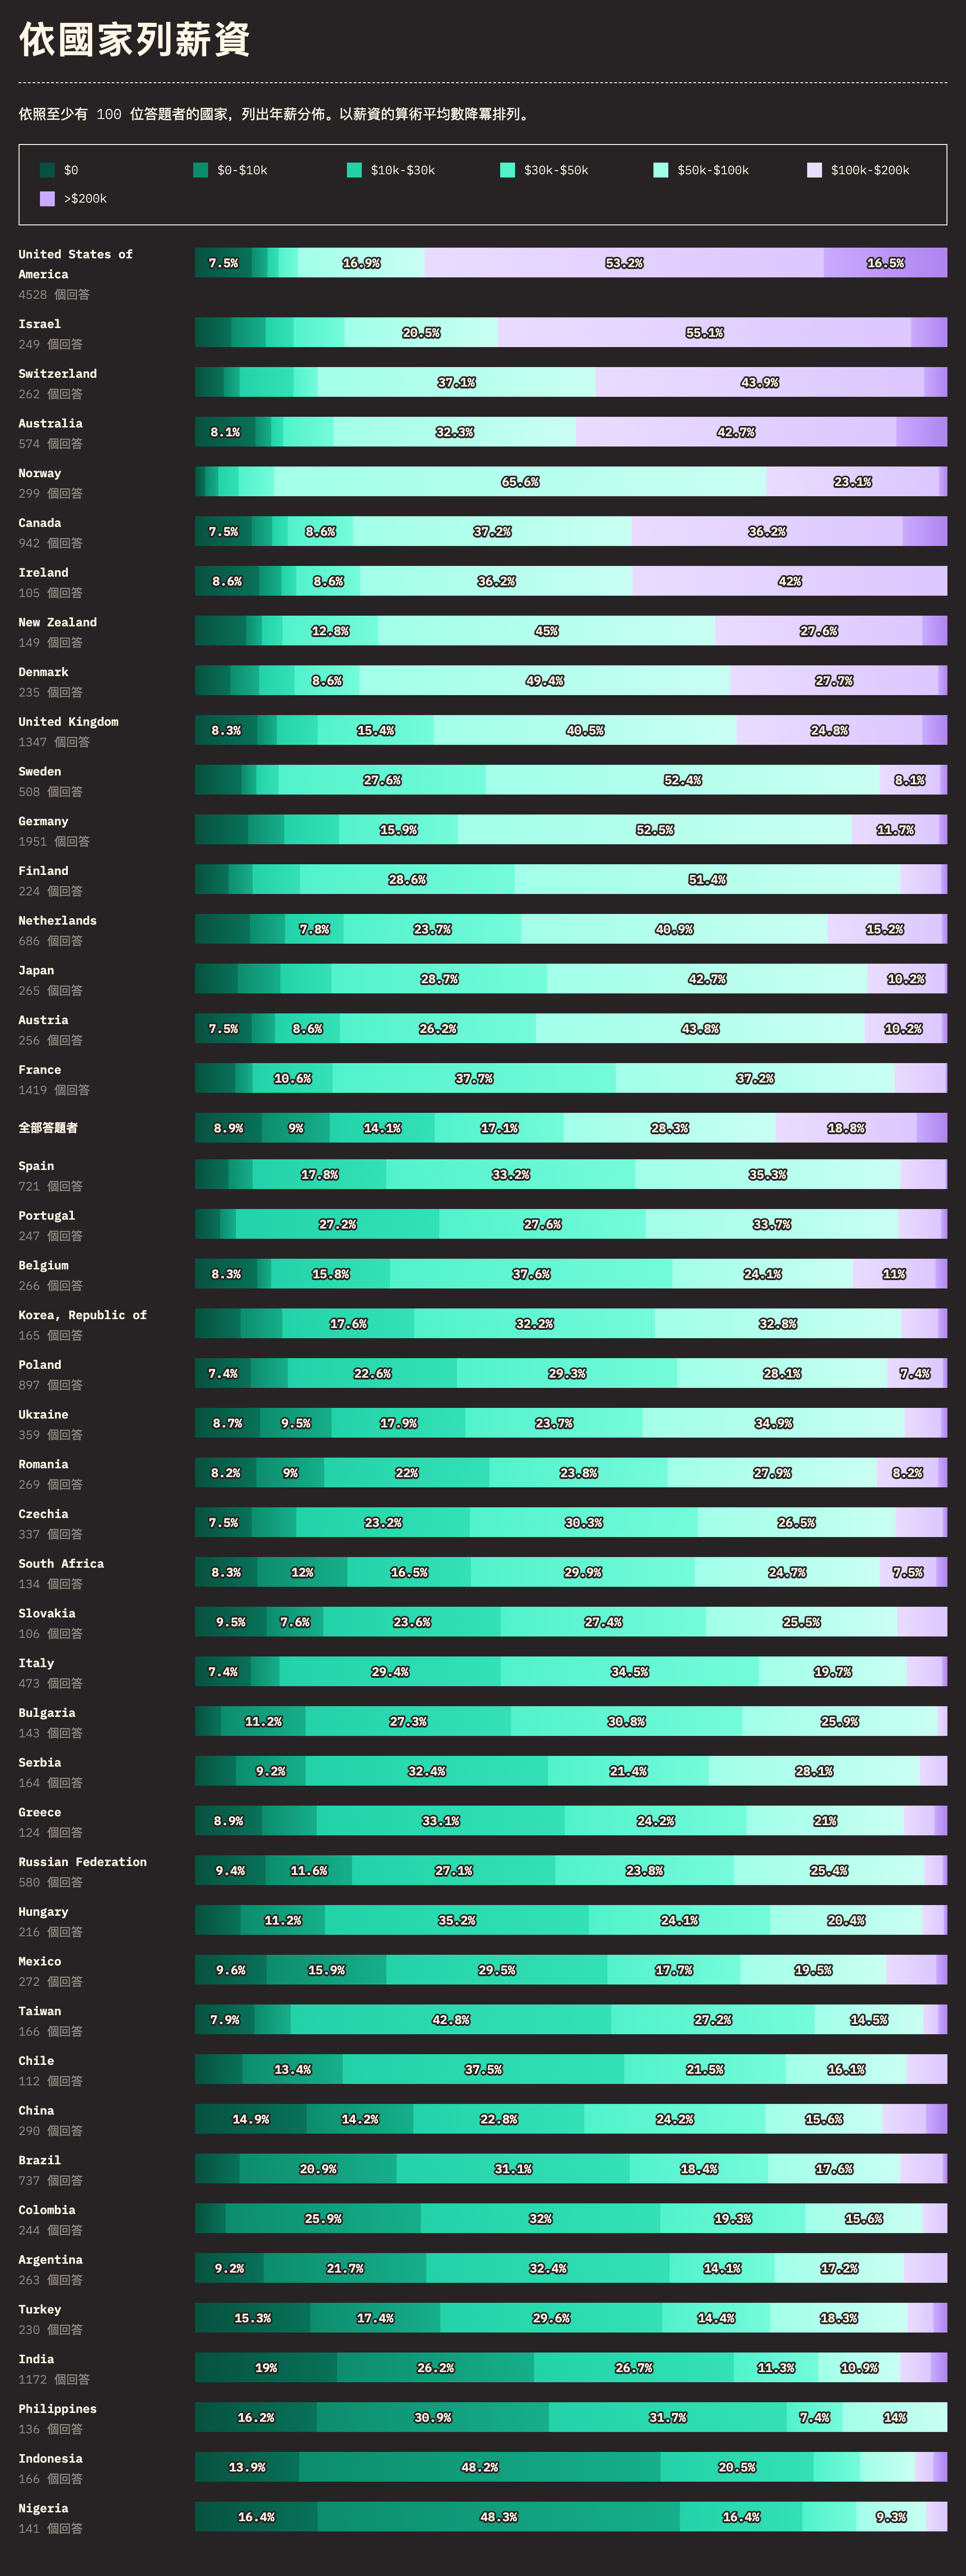 依國家列薪資
依照至少有 100 位答題者的國家，列出年薪分佈。以薪資的算術平均數降冪排列。
$0 $0-$10k $10k-$30k $30k-$50k $50k-$100k $100k-$200k
>$200k
United States of
America
7.5% 16.9% 53.2% 16.5%
4528 個回答
Israel
20.5% 55.1%
249 個回答
Switzerland
37.1% 43.9%
262 個回答
Australia
8.1% 32.3% 42.7%
574 個回答
Norway
65.6% 23.1%
299 個回答
Canada
7.5% 8.6% 37.2% 36.2%
942 個回答
Ireland
8.6% 8.6% 36.2% 42%
105 個回答
New Zealand
12.8% 45% 27.6%
149 個回答
Denmark
8.6% 49.4% 27.7%
235 個回答
United Kingdom
8.3% 15.4% 40.5% 24.8%
1347 個回答
Sweden
27.6% 52.4% 8.1%
508 個回答
Germany
15.9% 52.5% 11.7%
1951 個回答
Finland
28.6% 51.4%
224 個回答
Netherlands
7.8% 23.7% 40.9% 15.2%
686 個回答
Japan
28.7% 42.7% 10.2%
265 個回答
Austria
7.5% 8.6% 26.2% 43.8% 10.2%
256 個回答
France
10.6% 37.7% 37.2%
1419 個回答
全部答題者 8.9% 9% 14.1% 17.1% 28.3% 18.8%
Spain
17.8% 33.2% 35.3%
721 個回答
Portugal
27.2% 27.6% 33.7%
247 個回答
Belgium
8.3% 15.8% 37.6% 24.1% 11%
266 個回答
Korea, Republic of
17.6% 32.2% 32.8%
165 個回答
Poland
7.4% 22.6% 29.3% 28.1% 7.4%
897 個回答
Ukraine
8.7% 9.5% 17.9% 23.7% 34.9%
359 個回答
Romania
8.2% 9% 22% 23.8% 27.9% 8.2%
269 個回答
Czechia
7.5% 23.2% 30.3% 26.5%
337 個回答
South Africa
8.3% 12% 16.5% 29.9% 24.7% 7.5%
134 個回答
Slovakia
9.5% 7.6% 23.6% 27.4% 25.5%
106 個回答
Italy
7.4% 29.4% 34.5% 19.7%
473 個回答
Bulgaria
11.2% 27.3% 30.8% 25.9%
143 個回答
Serbia
9.2% 32.4% 21.4% 28.1%
164 個回答
Greece
8.9% 33.1% 24.2% 21%
124 個回答
Russian Federation
9.4% 11.6% 27.1% 23.8% 25.4%
580 個回答
Hungary
11.2% 35.2% 24.1% 20.4%
216 個回答
Mexico
9.6% 15.9% 29.5% 17.7% 19.5%
272 個回答
Taiwan
7.9% 42.8% 27.2% 14.5%
166 個回答
Chile
13.4% 37.5% 21.5% 16.1%
112 個回答
China
14.9% 14.2% 22.8% 24.2% 15.6%
290 個回答
Brazil
20.9% 31.1% 18.4% 17.6%
737 個回答
Colombia
25.9% 32% 19.3% 15.6%
244 個回答
Argentina
9.2% 21.7% 32.4% 14.1% 17.2%
263 個回答
Turkey
15.3% 17.4% 29.6% 14.4% 18.3%
230 個回答
India
19% 26.2% 26.7% 11.3% 10.9%
1172 個回答
Philippines
16.2% 30.9% 31.7% 7.4% 14%
136 個回答
Indonesia
13.9% 48.2% 20.5%
166 個回答
Nigeria
16.4% 48.3% 16.4% 9.3%
141 個回答